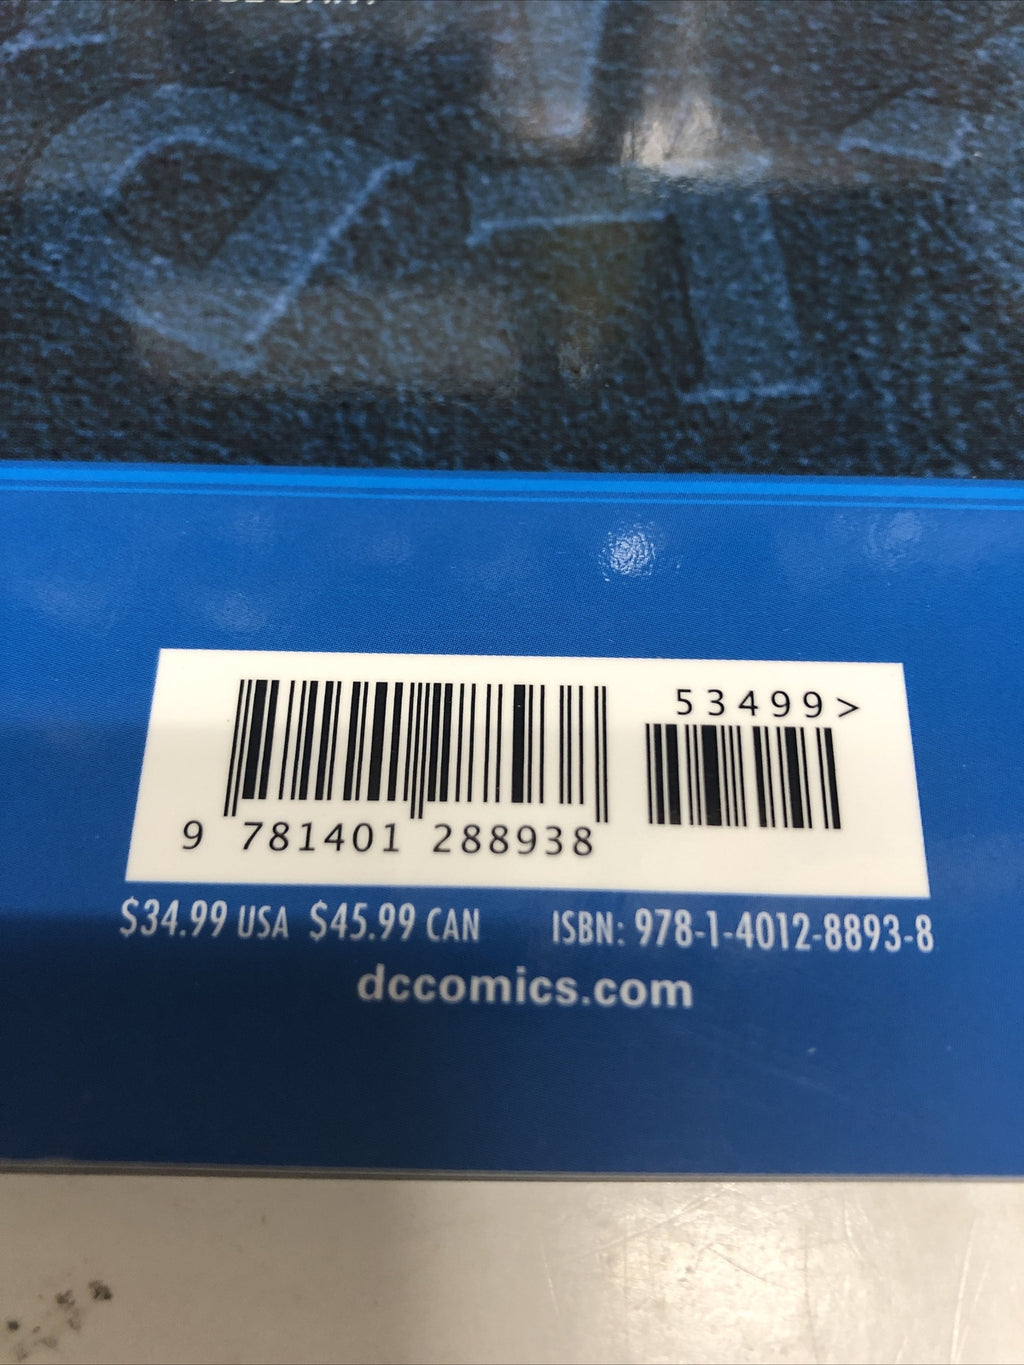 53499>
9 781401 288938
$34.99 USA $45.99 CAN ISBN: 978-1-4012-8893-8
dccomics.com